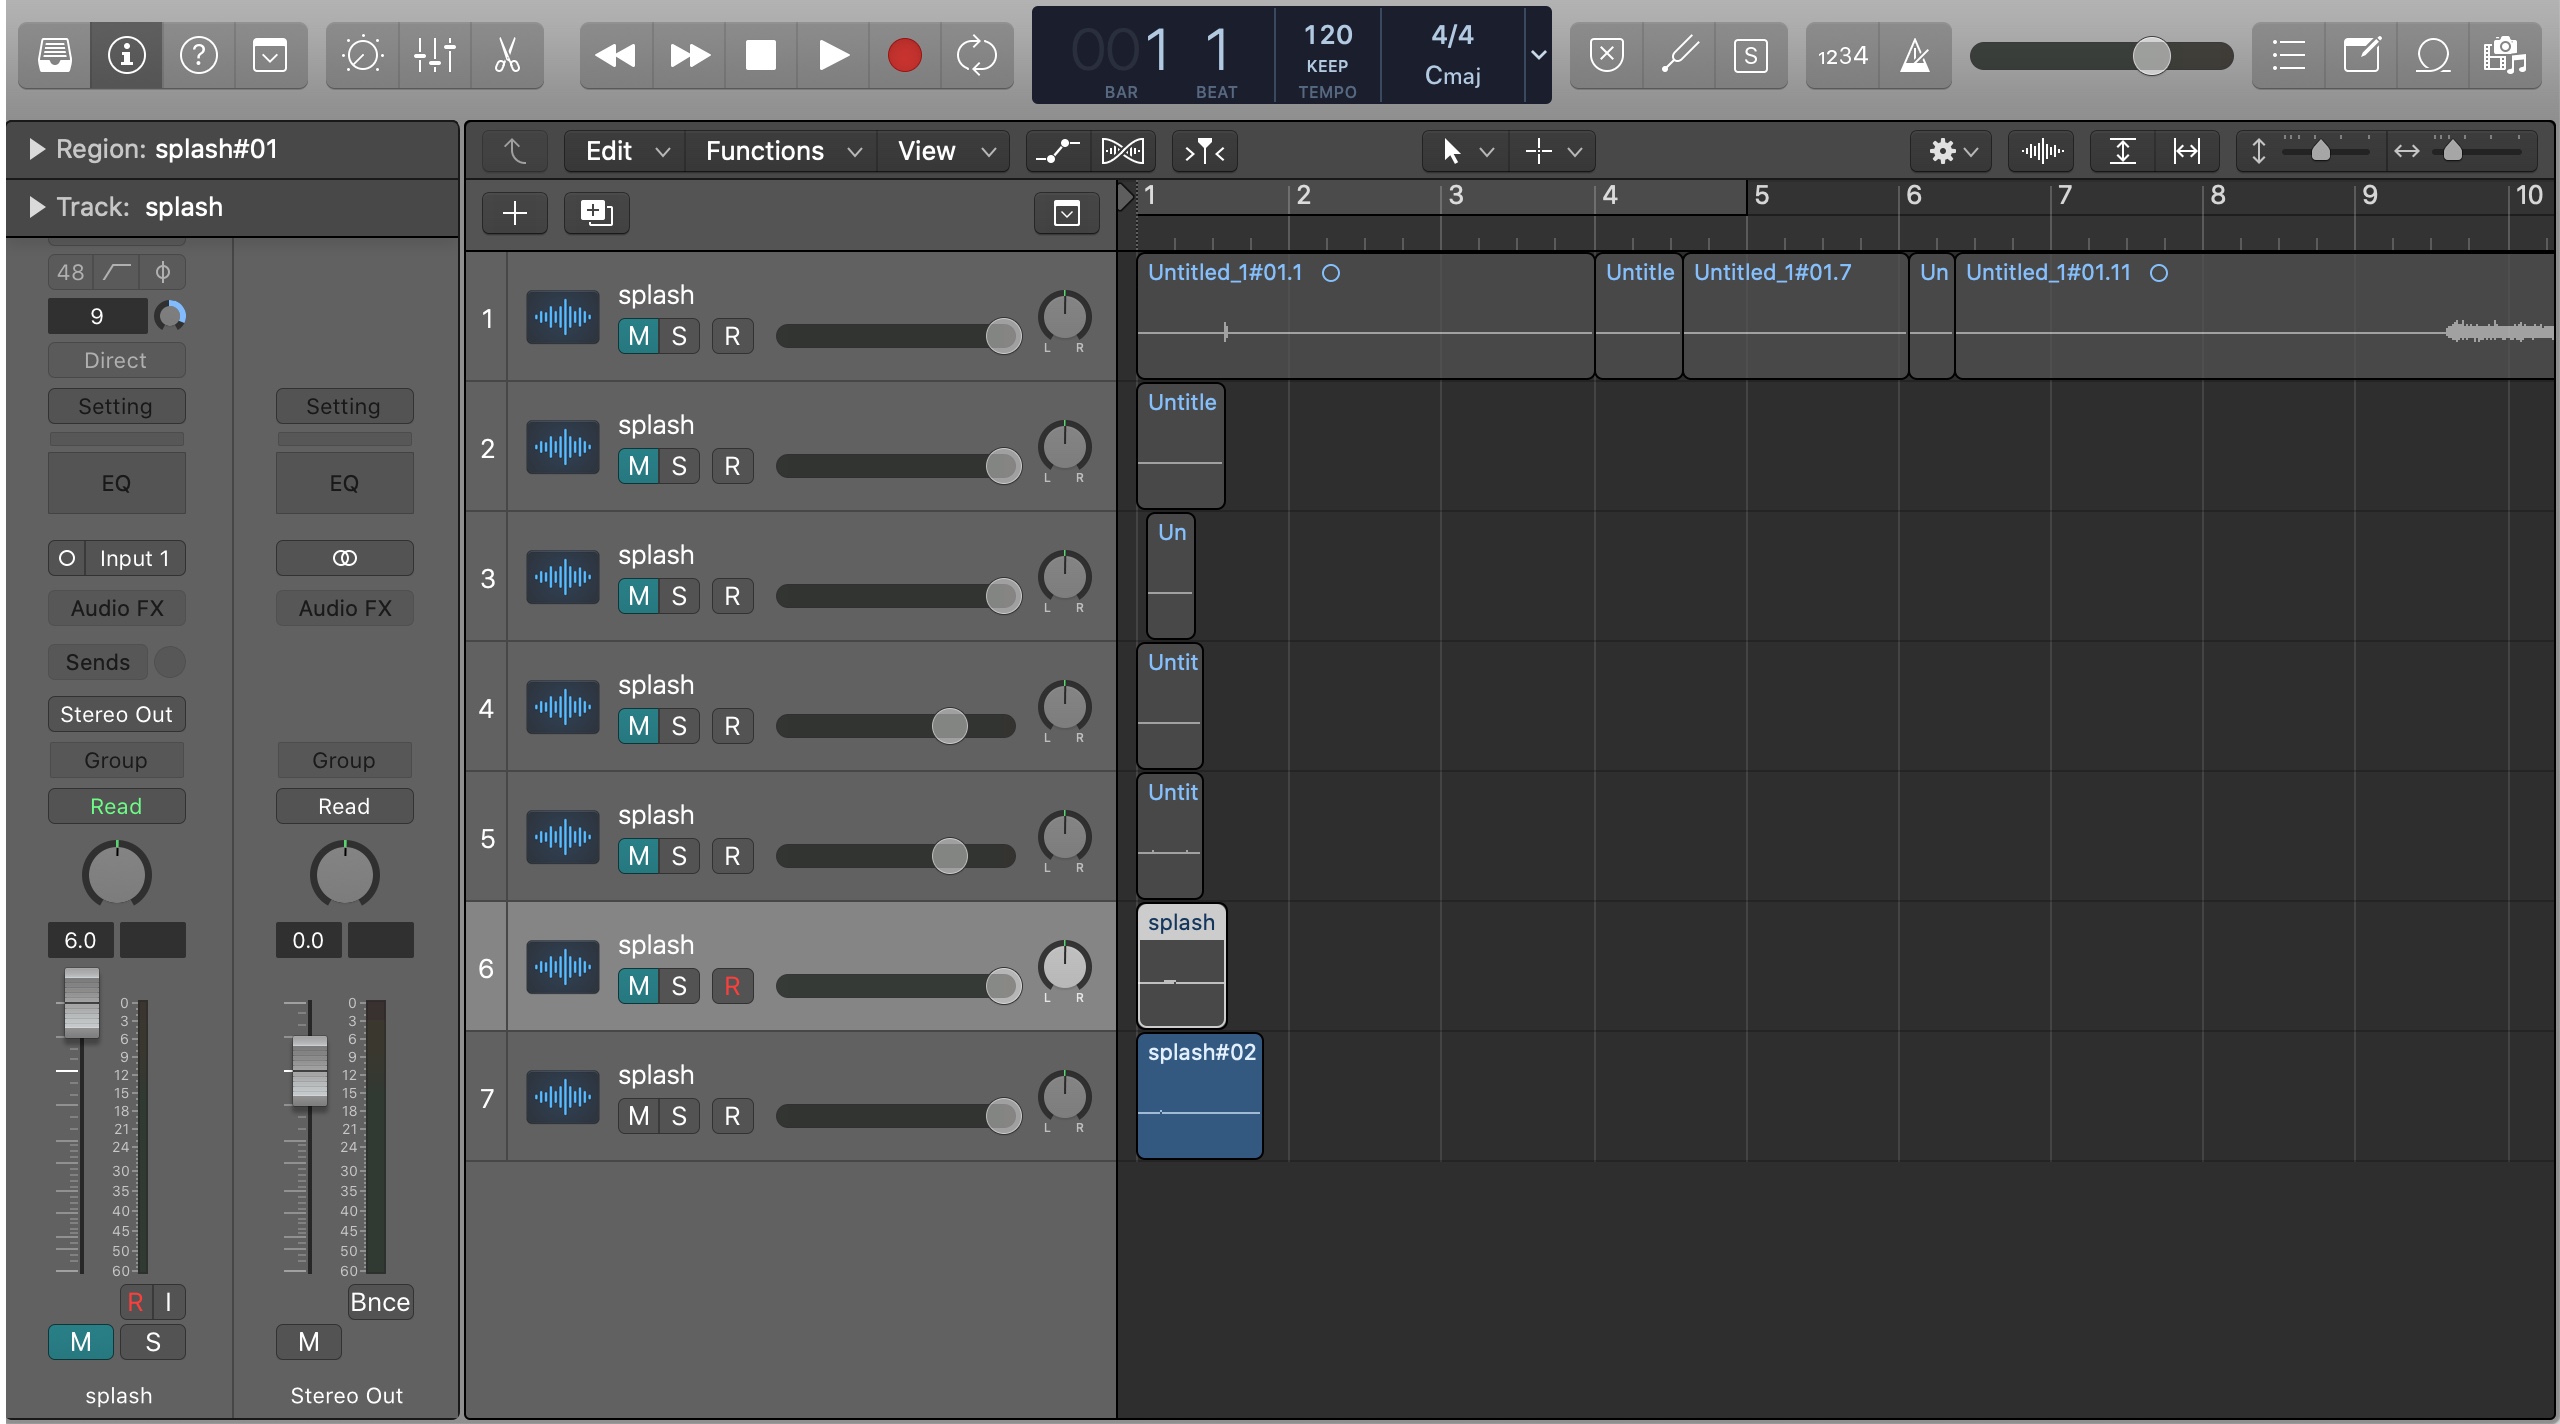 001 1
BAR BEAT
120
KEEP
TEMPO
4/4
Cmaj
S
1234
Region: splash#01
Track: splash
Edit Functions View
1 2 3 4 5 6 7 8 9 10
48
9
Direct
Setting Setting
EQ EQ
Input 1
Audio FX Audio FX
Sends
Stereo Out
Group Group
Read Read
6.0 0.0
0 0
3 3
6 6
9 9
12 12
15 15
18 18
21 21
24 24
30 30
35 35
40 40
45 45
50 50
60 60
R I Bnce
M S M
splash Stereo Out
1 splash
M S R L R
Untitled_1#01.1 Untitle Untitled_1#01.7 Un Untitled_1#01.11
2 splash
M S R L R
Untitle
3 splash
M S R L R
Un
4 splash
M S R L R
Untit
5 splash
M S R L R
Untit
6 splash
M S R L R
splash
7 splash
M S R L R
splash#02